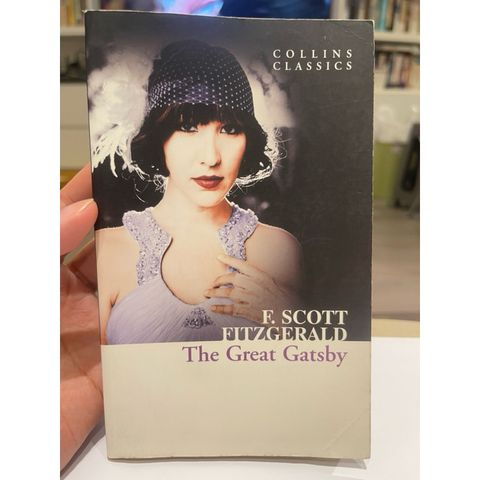 COLLINS
CLASSICS
F. SCOTT
FITZGERALD
The Great Gatsby